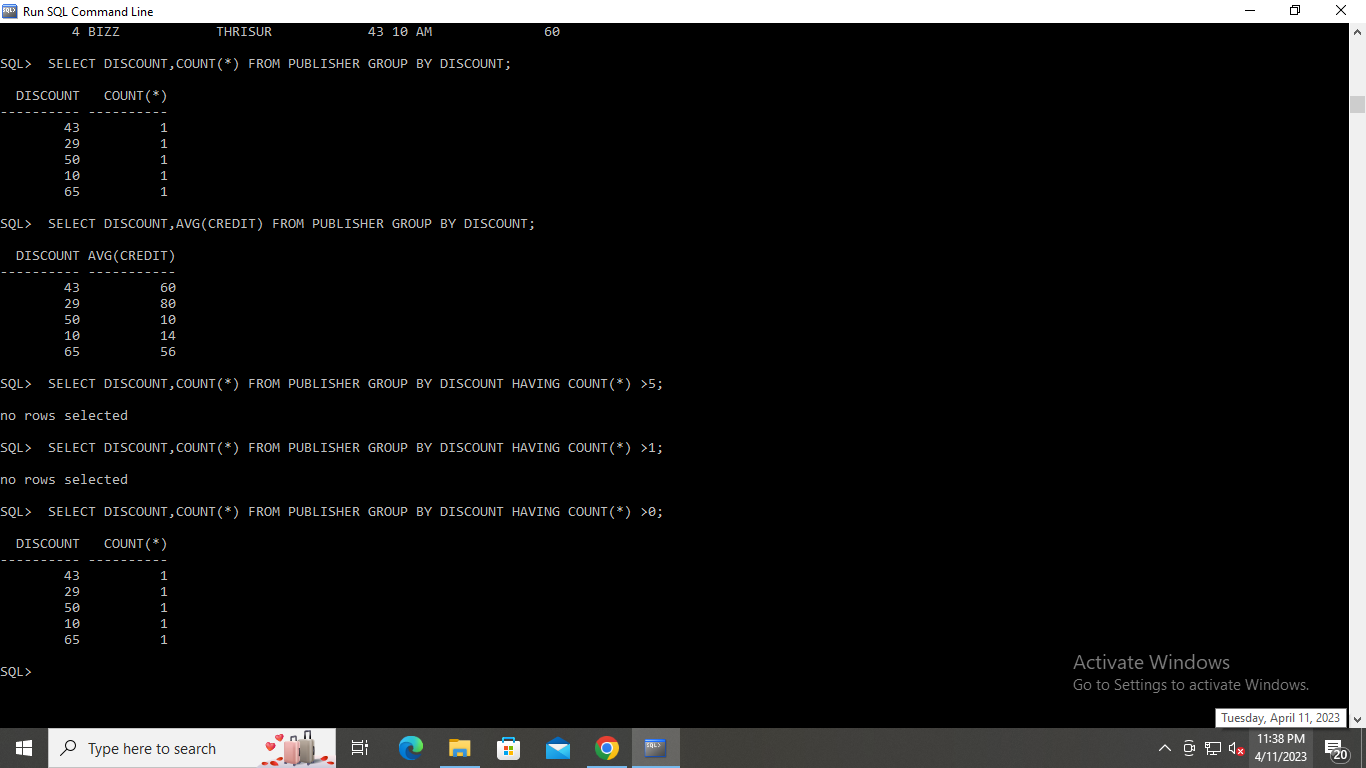 Run SQL Command Line
4 BIZZ THRISUR 43 10 AM 60
SQL> SELECT DISCOUNT,COUNT(*) FROM PUBLISHER GROUP BY DISCOUNT;
DISCOUNT COUNT(*)
---------- ----------
43 1
29 1
50 1
10 1
65 1
SQL> SELECT DISCOUNT,AVG(CREDIT) FROM PUBLISHER GROUP BY DISCOUNT;
DISCOUNT AVG(CREDIT)
---------- -----------
43 60
29 80
50 10
10 14
65 56
SQL> SELECT DISCOUNT,COUNT(*) FROM PUBLISHER GROUP BY DISCOUNT HAVING COUNT(*) >5;
no rows selected
SQL> SELECT DISCOUNT,COUNT(*) FROM PUBLISHER GROUP BY DISCOUNT HAVING COUNT(*) >1;
no rows selected
SQL> SELECT DISCOUNT,COUNT(*) FROM PUBLISHER GROUP BY DISCOUNT HAVING COUNT(*) >0;
DISCOUNT COUNT(*)
---------- ----------
43 1
29 1
50 1
10 1
65 1
SQL>
Activate Windows
Go to Settings to activate Windows.
Tuesday, April 11, 2023
Type here to search
11:38 PM
4/11/2023
20